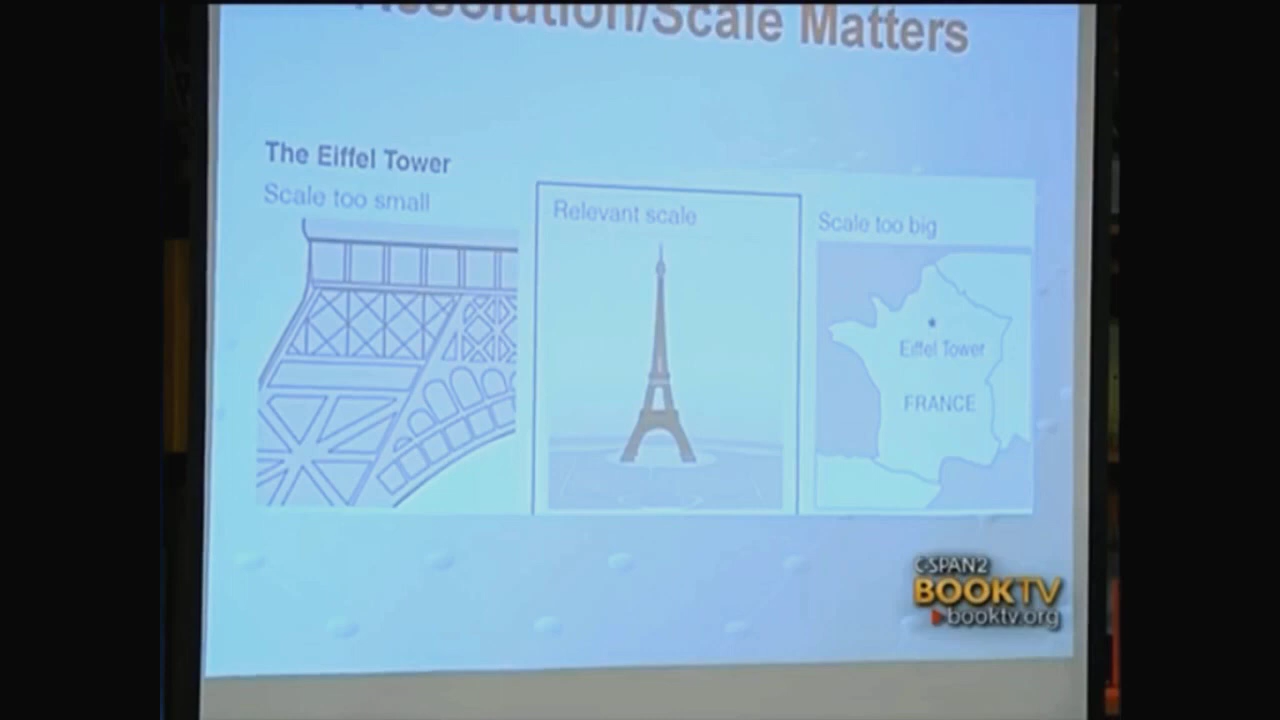 Resolution/Scale Matters
The Eiffel Tower
Scale too small
Relevant scale
Scale too big
Eiffel Tower
FRANCE
C-SPAN2
BOOKTV
booktv.org